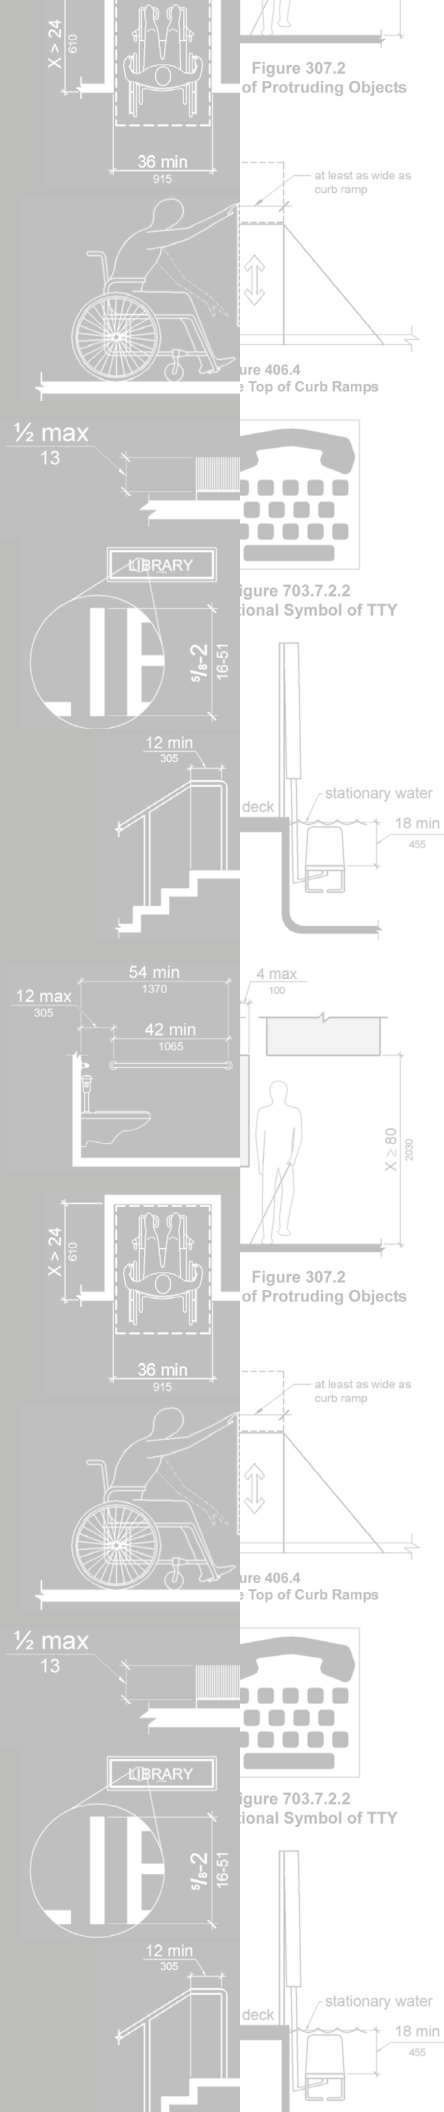 X > 24
610
Figure 307.2
of Protruding Objects
36 min
915
at least as wide as
curb ramp
ure 406.4
Top of Curb Ramps
½ max
13
LIBRARY
igure 703.7.2.2
tional Symbol of TTY
5/8-2
16-51
12 min
305
deck
stationary water
18 min
455
54 min
1370
4 max
100
12 max
305
42 min
1065
X ≥ 80
2030
X > 24
610
Figure 307.2
of Protruding Objects
36 min
915
at least as wide as
curb ramp
ure 406.4
Top of Curb Ramps
½ max
13
LIBRARY
igure 703.7.2.2
tional Symbol of TTY
5/8-2
16-51
12 min
305
deck
stationary water
18 min
455